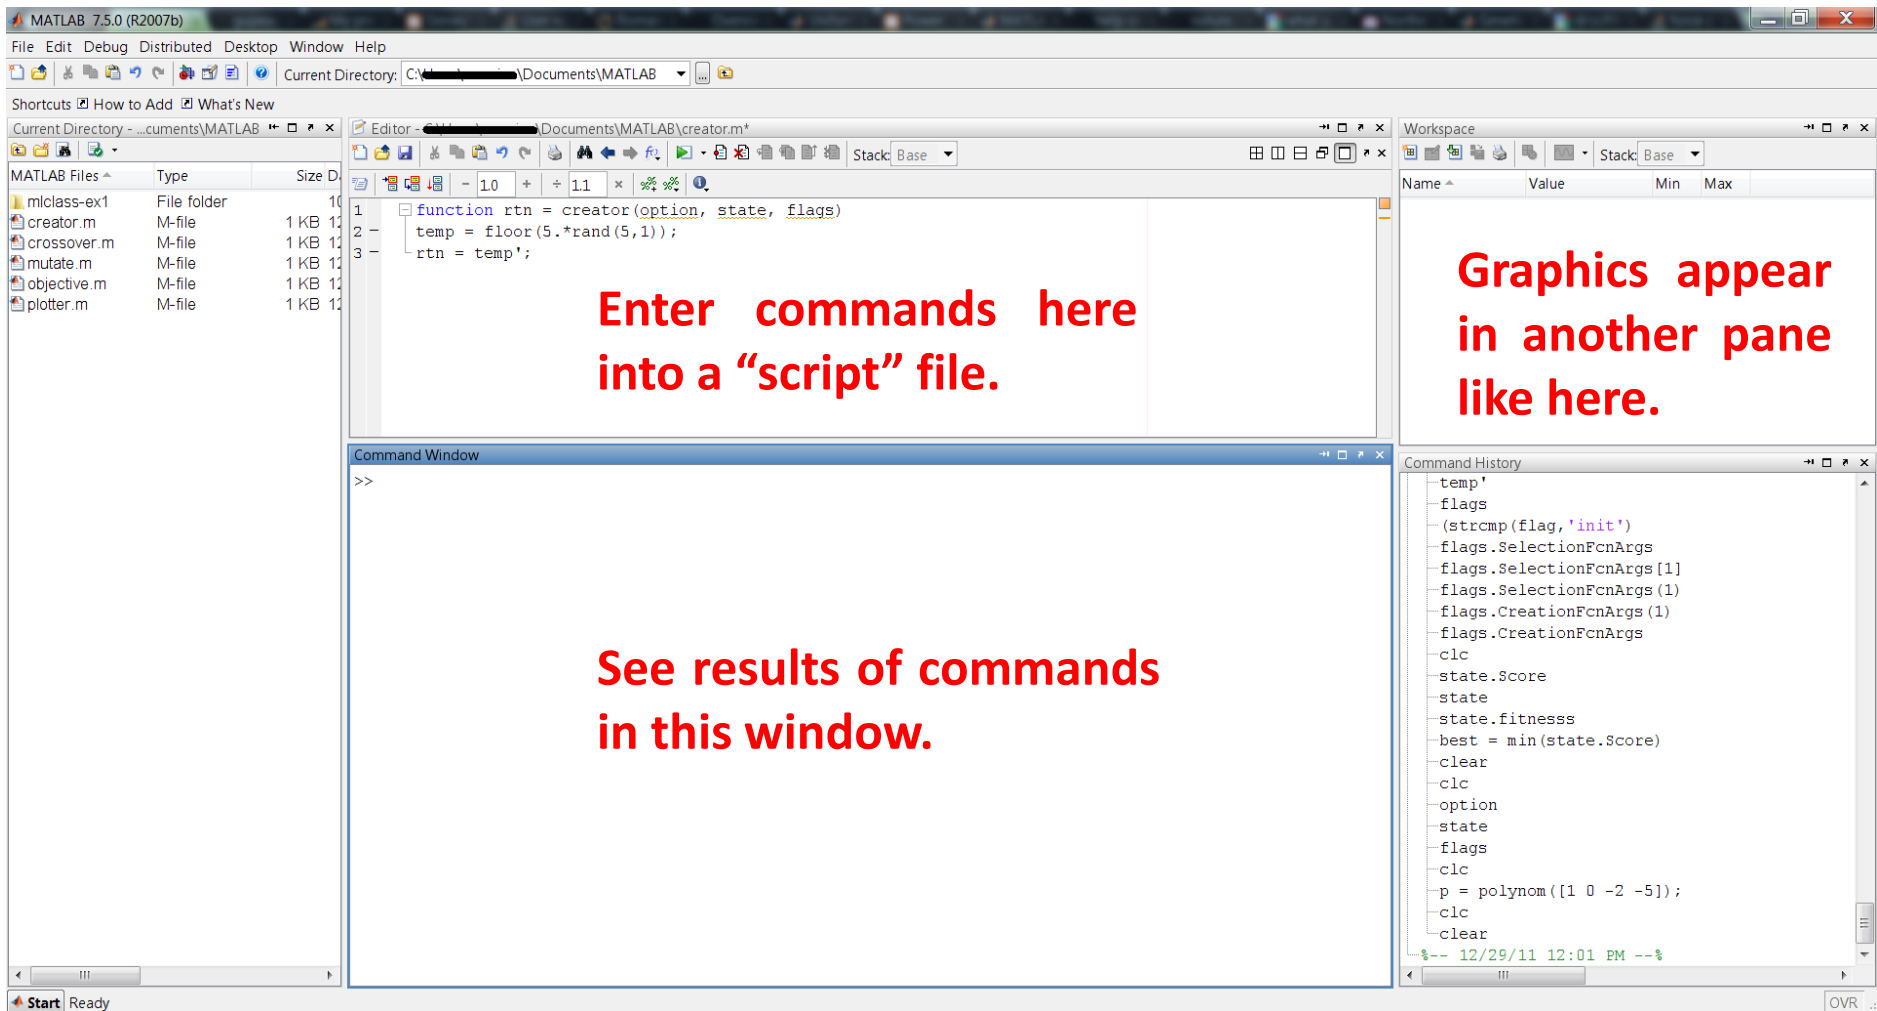 MATLAB 7.5.0 (R2007b)
File Edit Debug Distributed Desktop Window Help
Current Directory: C:\ \Documents\MATLAB
Shortcuts How to Add What's New
Current Directory - ...cuments\MATLAB
MATLAB Files Type Size D
mlclass-ex1 File folder 10
creator.m M-file 1 KB 12
crossover.m M-file 1 KB 12
mutate.m M-file 1 KB 12
objective.m M-file 1 KB 12
plotter.m M-file 1 KB 12
Editor - \Documents\MATLAB\creator.m*
Stack: Base
- 1.0 + ÷ 1.1 ×
1 function rtn = creator(option, state, flags)
2 - temp = floor(5.*rand(5,1));
3 - rtn = temp';
Enter commands here
into a “script” file.
Command Window
>>
See results of commands
in this window.
Workspace
Stack: Base
Name Value Min Max
Graphics appear
in another pane
like here.
Command History
temp'
flags
(strcmp(flag,'init')
flags.SelectionFcnArgs
flags.SelectionFcnArgs[1]
flags.SelectionFcnArgs(1)
flags.CreationFcnArgs(1)
flags.CreationFcnArgs
clc
state.Score
state
state.fitnesss
best = min(state.Score)
clear
clc
option
state
flags
clc
p = polynom([1 0 -2 -5]);
clc
clear
%-- 12/29/11 12:01 PM --%
Start Ready
OVR